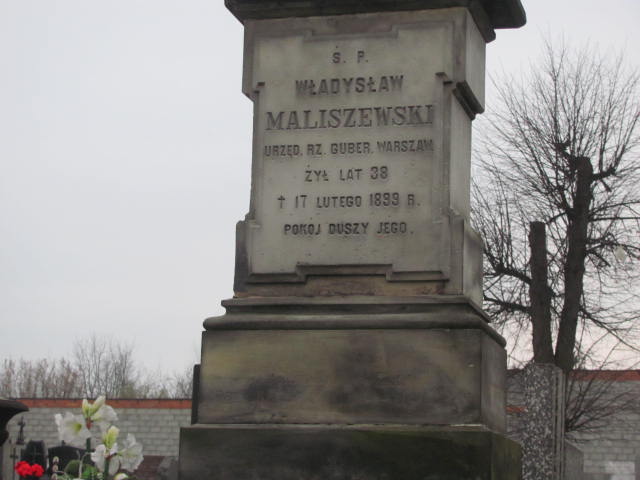 Ś. P.
WŁADYSŁAW
MALISZEWSKI
URZĘD. RZ. GUBER. WARSZAW.
ŻYŁ LAT 38
† 17 LUTEGO 1899 R.
POKÓJ DUSZY JEGO.